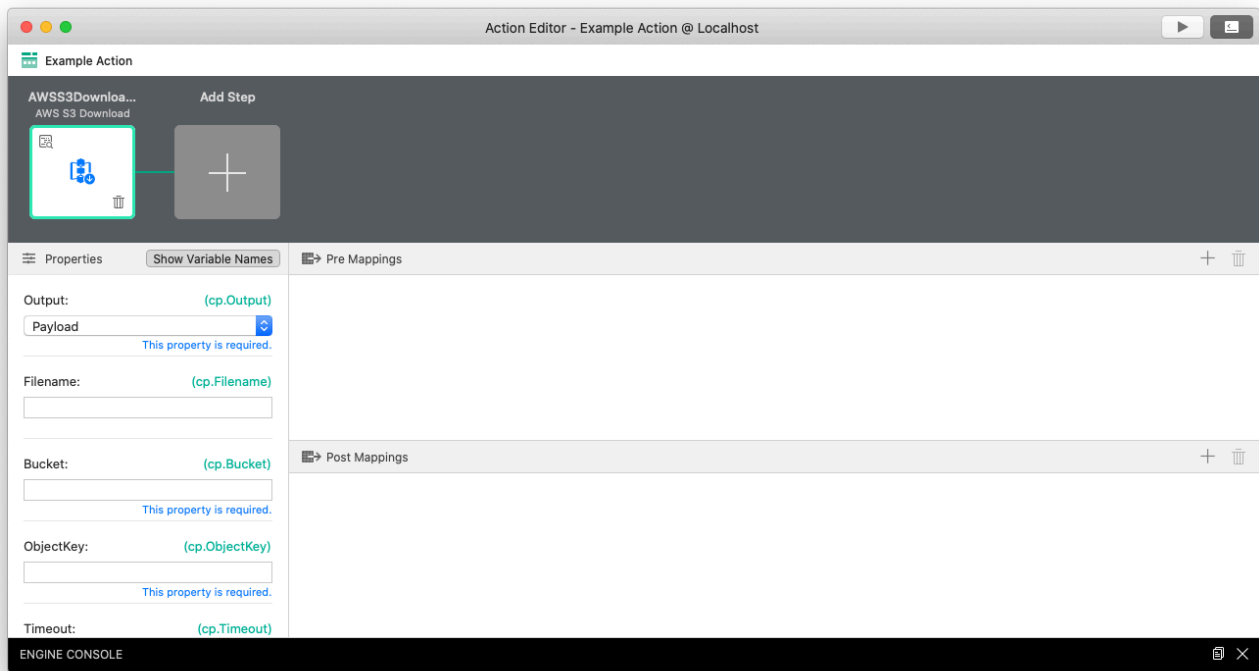 Action Editor - Example Action @ Localhost
Example Action
AWSS3Downloa...
AWS S3 Download
Add Step
Properties
Show Variable Names
Pre Mappings
Output:
(cp.Output)
Payload
This property is required.
Filename:
(cp.Filename)
Bucket:
(cp.Bucket)
This property is required.
ObjectKey:
(cp.ObjectKey)
This property is required.
Timeout:
(cp.Timeout)
Post Mappings
ENGINE CONSOLE